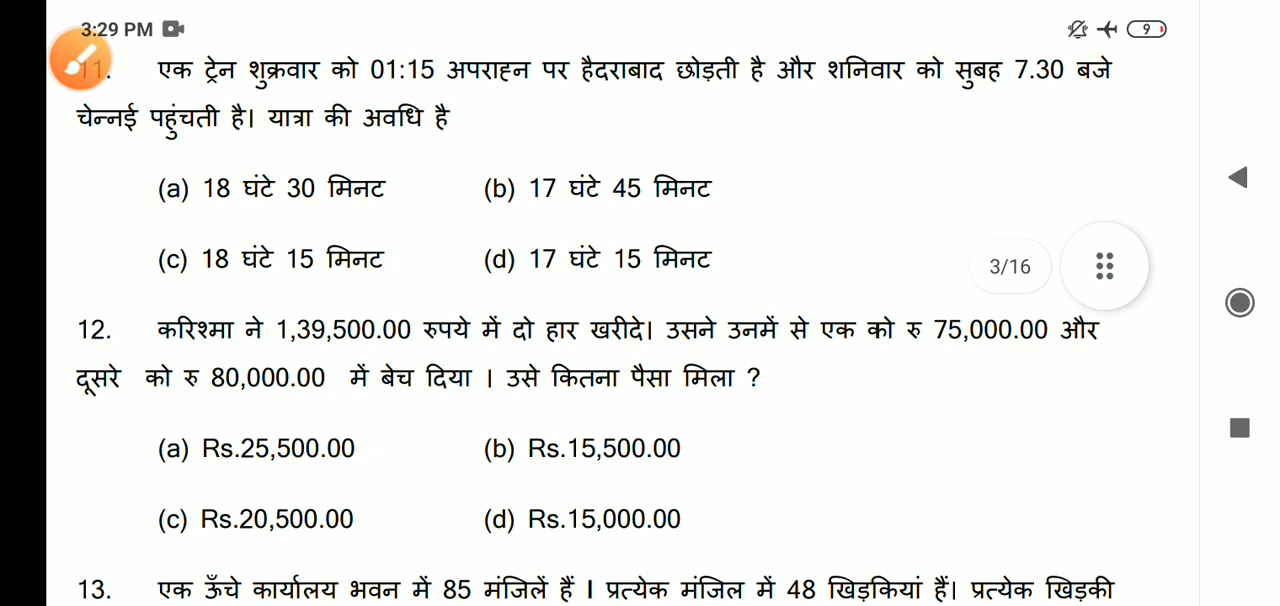 3:29 PM
9
11. एक ट्रेन शुक्रवार को 01:15 अपराह्न पर हैदराबाद छोड़ती है और शनिवार को सुबह 7.30 बजे
चेन्नई पहुंचती है। यात्रा की अवधि है
(a) 18 घंटे 30 मिनट (b) 17 घंटे 45 मिनट
(c) 18 घंटे 15 मिनट (d) 17 घंटे 15 मिनट
3/16
12. करिश्मा ने 1,39,500.00 रुपये में दो हार खरीदे। उसने उनमें से एक को रु 75,000.00 और
दूसरे को रु 80,000.00 में बेच दिया । उसे कितना पैसा मिला ?
(a) Rs.25,500.00 (b) Rs.15,500.00
(c) Rs.20,500.00 (d) Rs.15,000.00
13. एक ऊँचे कार्यालय भवन में 85 मंजिलें हैं । प्रत्येक मंजिल में 48 खिड़कियां हैं। प्रत्येक खिड़की